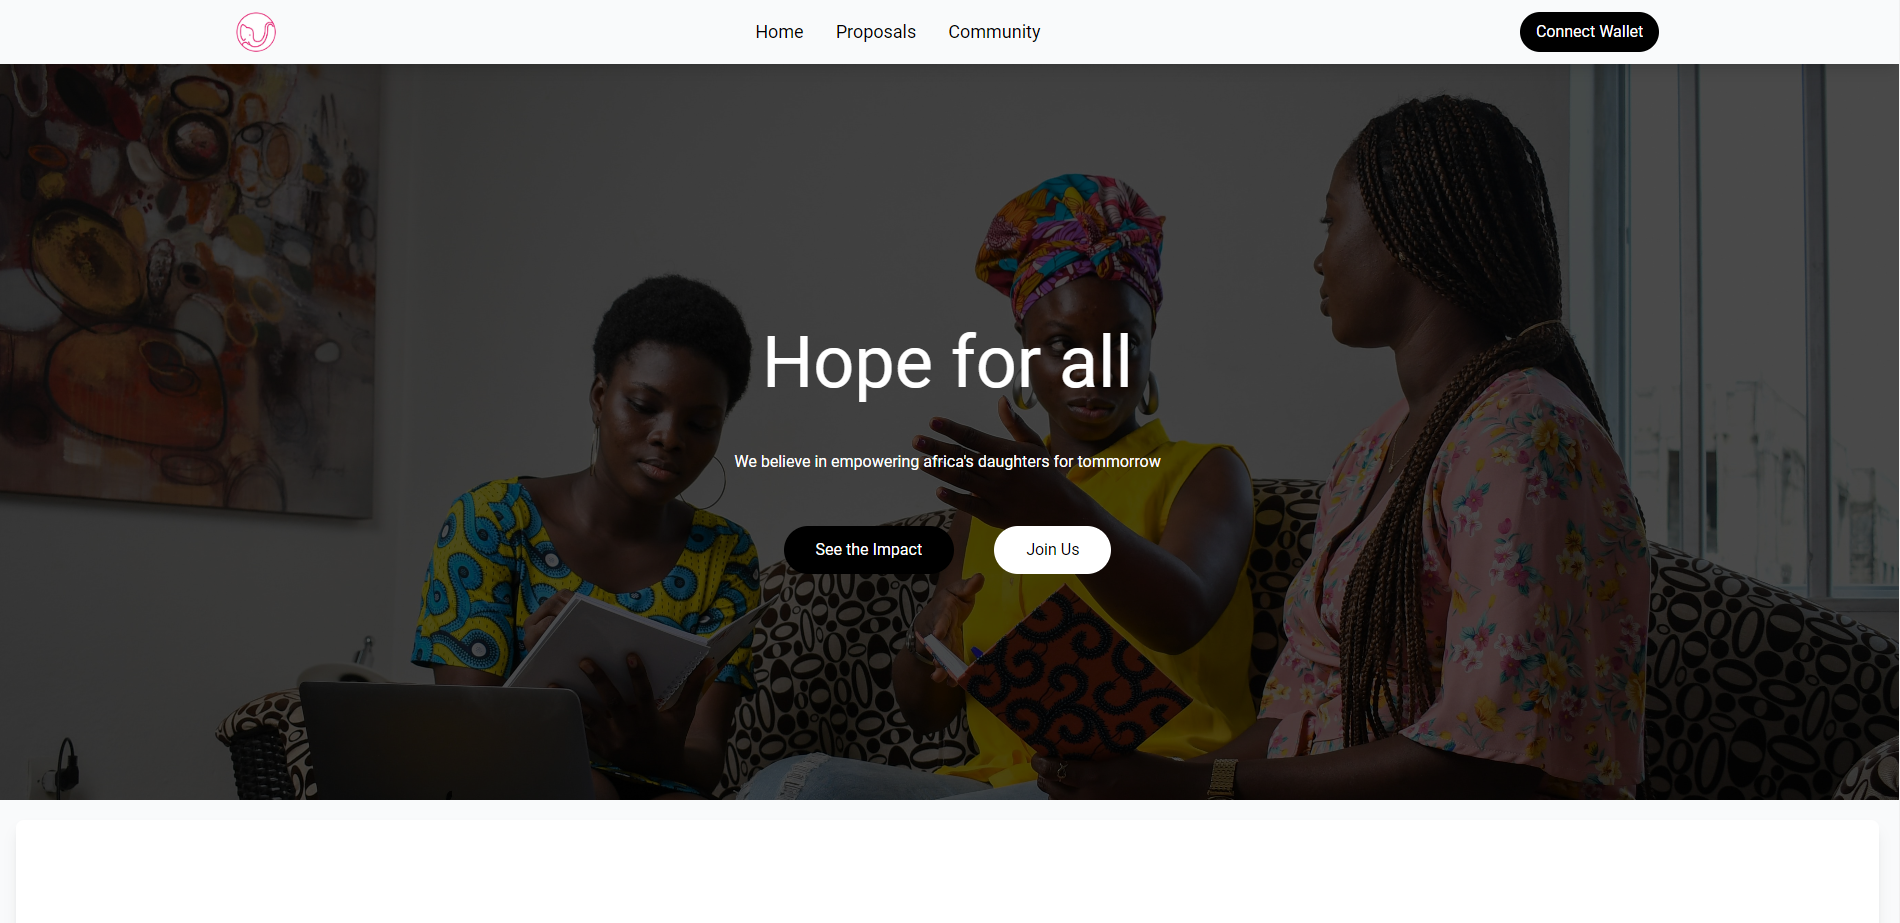 Home Proposals Community Connect Wallet
Hope for all
We believe in empowering africa's daughters for tommorrow
See the Impact Join Us